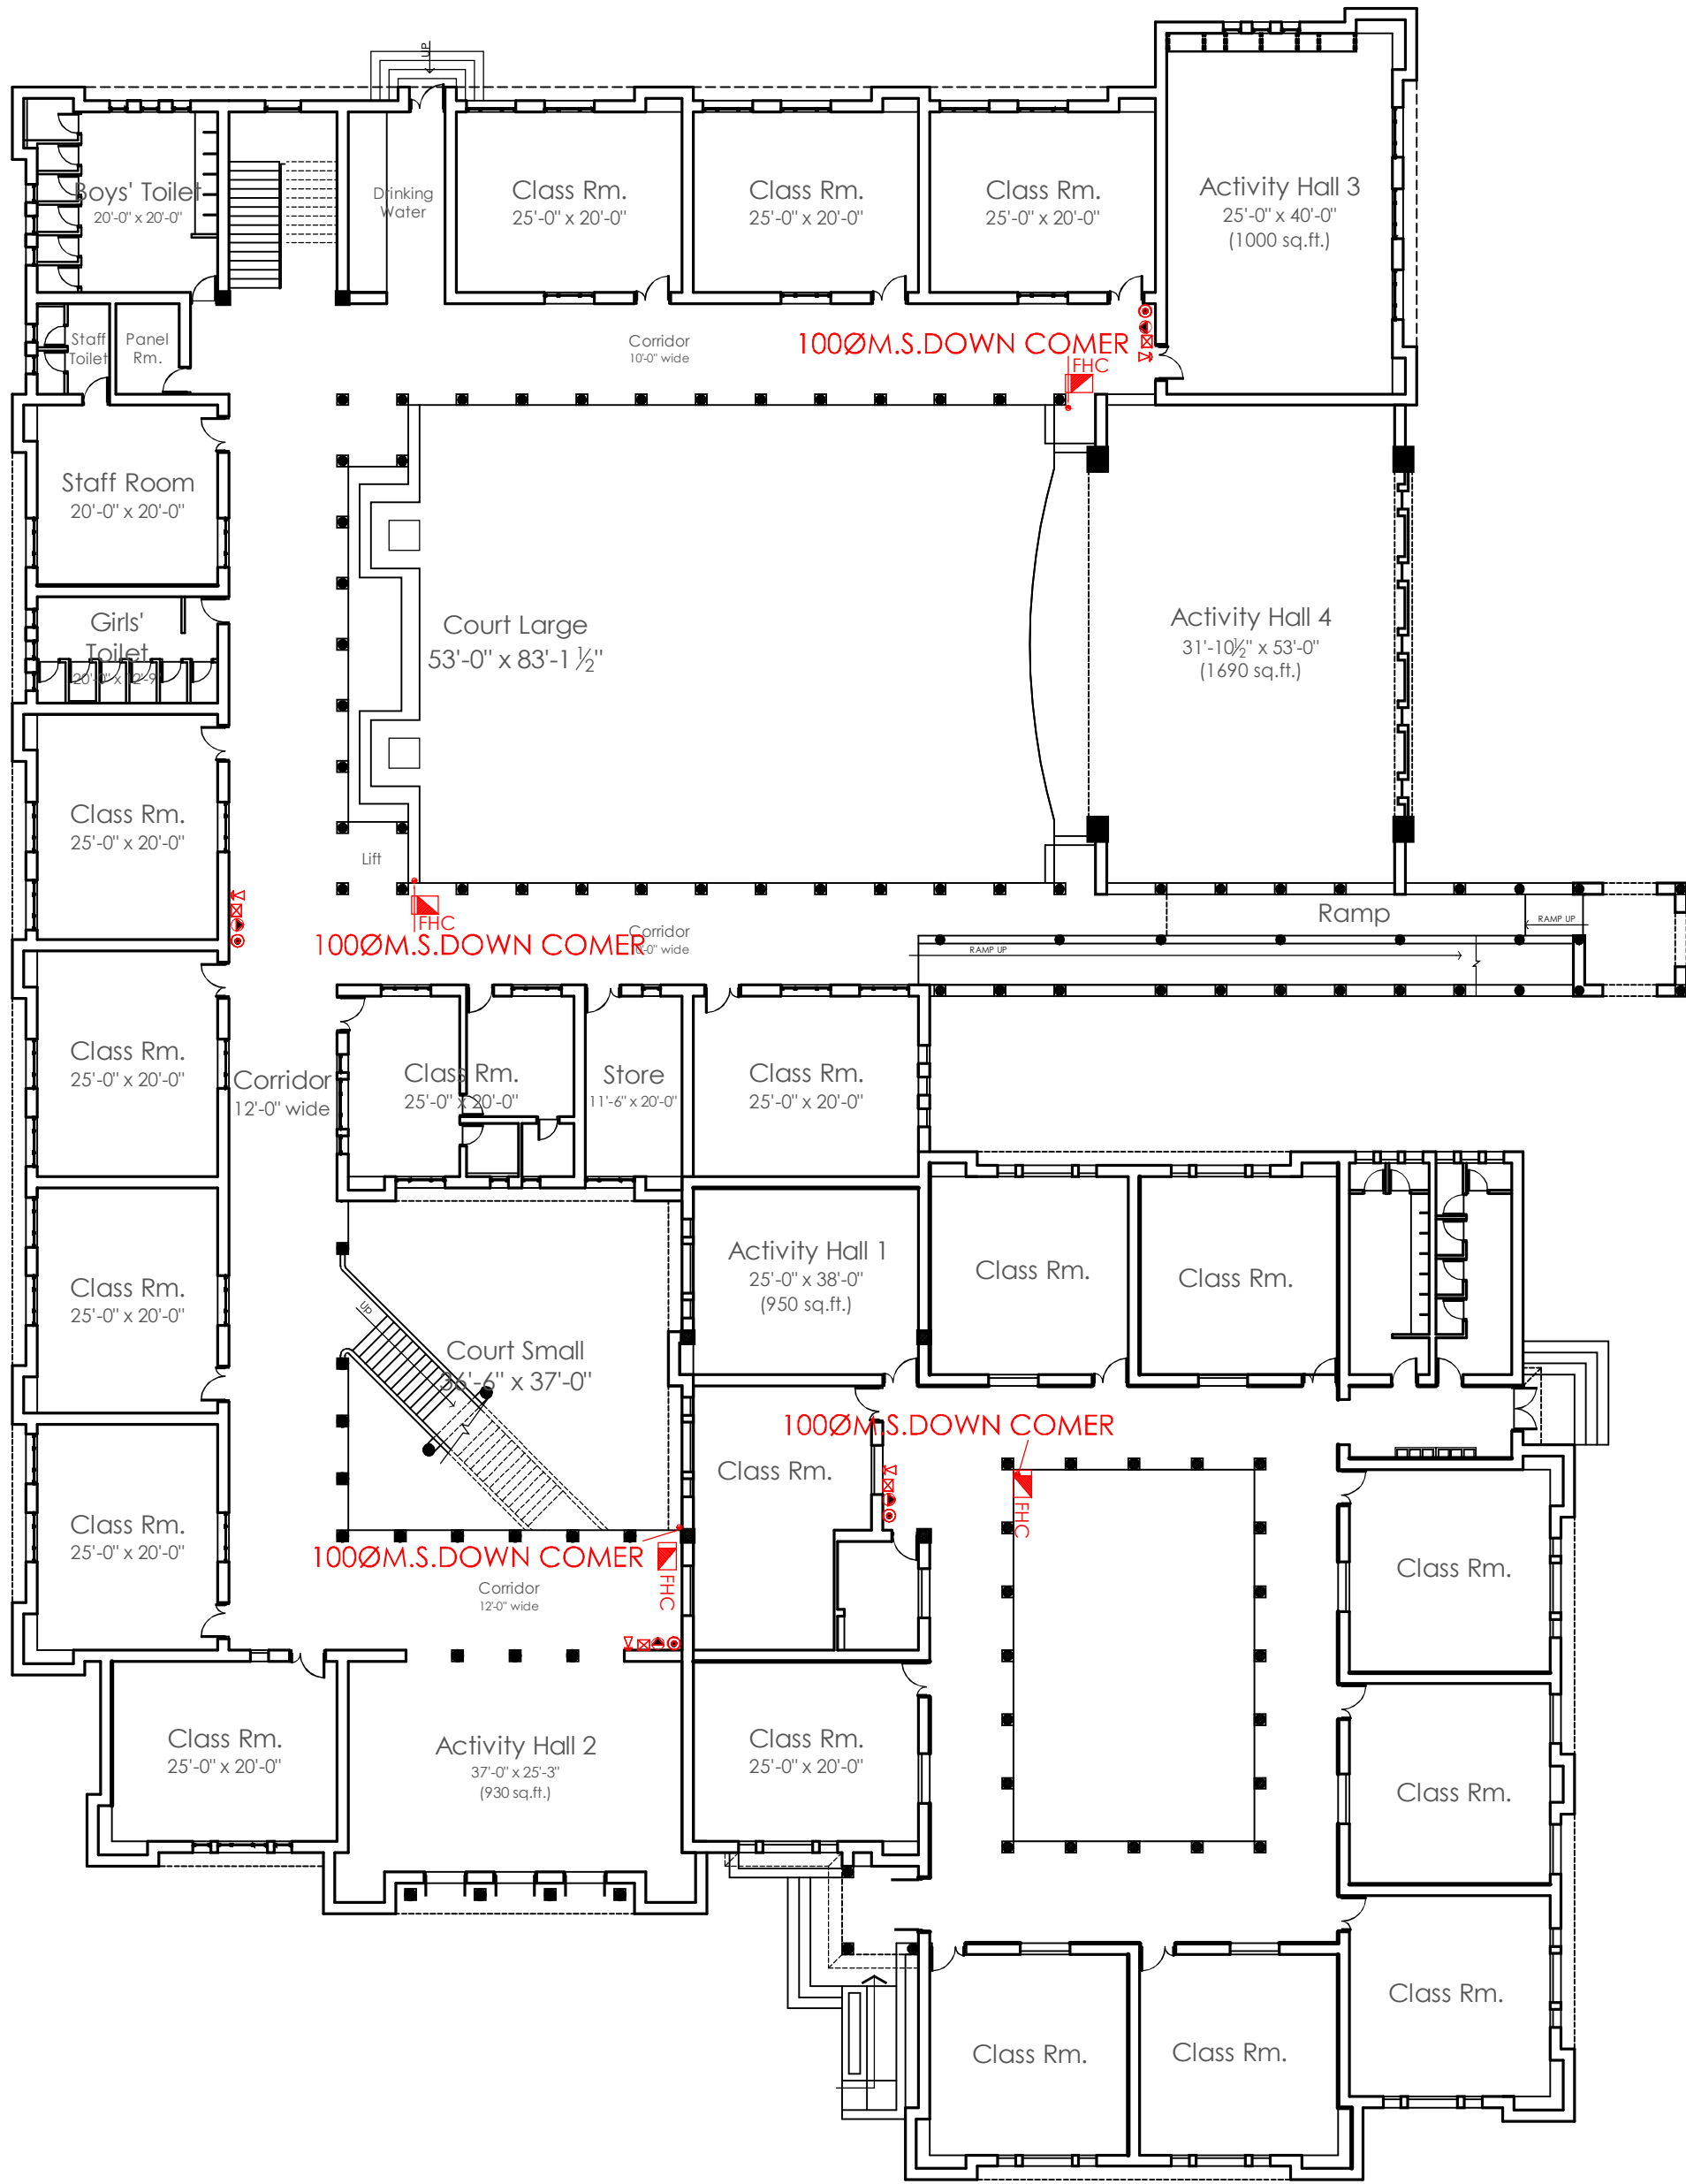 UP
Boys' Toilet
20'-0" x 20'-0"
Drinking
Water
Class Rm.
25'-0" x 20'-0"
Class Rm.
25'-0" x 20'-0"
Class Rm.
25'-0" x 20'-0"
Activity Hall 3
25'-0" x 40'-0"
(1000 sq.ft.)
Staff
Toilet
Panel
Rm.
Corridor
10'-0" wide
100ØM.S.DOWN COMER
FHC
Staff Room
20'-0" x 20'-0"
Girls'
Toilet
Court Large
53'-0" x 83'-1 ½"
Activity Hall 4
31'-10½" x 53'-0"
(1690 sq.ft.)
Class Rm.
25'-0" x 20'-0"
Lift
FHC
100ØM.S.DOWN COMER
Corridor
wide
Ramp
RAMP UP
RAMP UP
Class Rm.
25'-0" x 20'-0"
Corridor
12'-0" wide
Class Rm.
25'-0" x 20'-0"
Store
11'-6" x 20'-0"
Class Rm.
25'-0" x 20'-0"
Class Rm.
25'-0" x 20'-0"
Activity Hall 1
25'-0" x 38'-0"
(950 sq.ft.)
Class Rm.
Class Rm.
UP
Court Small
36'-6" x 37'-0"
100ØM.S.DOWN COMER
FHC
Class Rm.
Class Rm.
25'-0" x 20'-0"
100ØM.S.DOWN COMER
FHC
Corridor
12'-0" wide
Class Rm.
Class Rm.
25'-0" x 20'-0"
Activity Hall 2
37'-0" x 25'-3"
(930 sq.ft.)
Class Rm.
25'-0" x 20'-0"
Class Rm.
Class Rm.
Class Rm.
Class Rm.